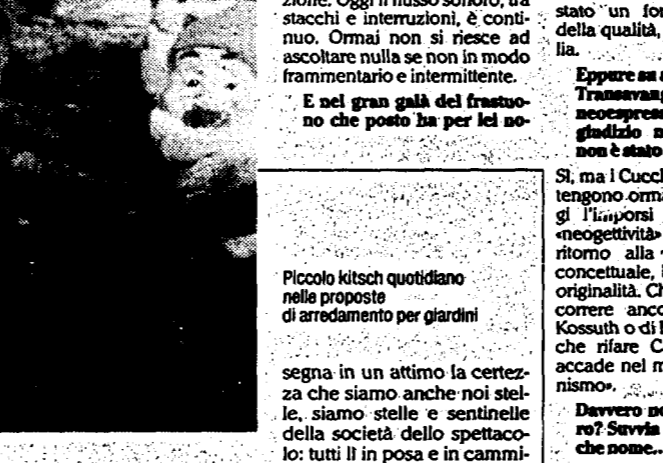 zione. Oggi il flusso sonoro, tra
stacchi e interruzioni, è conti-
nuo. Ormai non si riesce ad
ascoltare nulla se non in modo
frammentario e intermittente.
E nel gran galà del frastuo-
no che posto ha per lei no-
Piccolo kitsch quotidiano
nelle proposte
di arredamento per giardini
segna in un attimo la certez-
za che siamo anche noi stel-
le, siamo stelle e sentinelle
della società dello spettaco-
lo: tutti lì in posa e in cammi-
stato un for
della qualità,
lia.
Eppure su
Transavang
neoespres
giudizio
non è stato
Sì, ma i Cucch
tengono orma
gi l'imporsi
«neogettività»
ritorno alla
concettuale,
originalità. Ch
correre anco
Kossuth o di
che rifare C
accade nel m
nismo».
Davvero no
ro? Suvvia
che nome..